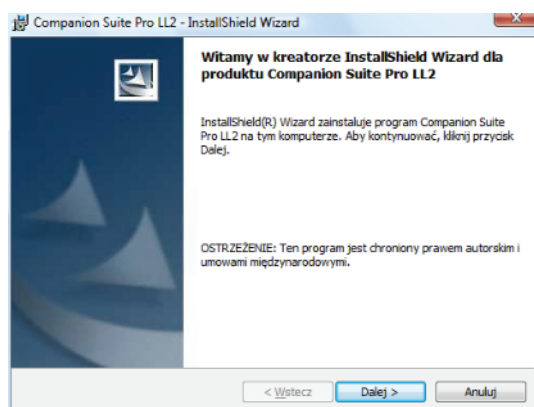 Companion Suite Pro LL2 - InstallShield Wizard
Witamy w kreatorze InstallShield Wizard dla
produktu Companion Suite Pro LL2
InstallShield(R) Wizard zainstaluje program Companion Suite
Pro LL2 na tym komputerze. Aby kontynuować, kliknij przycisk
Dalej.
OSTRZEŻENIE: Ten program jest chroniony prawem autorskim i
umowami międzynarodowymi.
< Wstecz Dalej > Anuluj